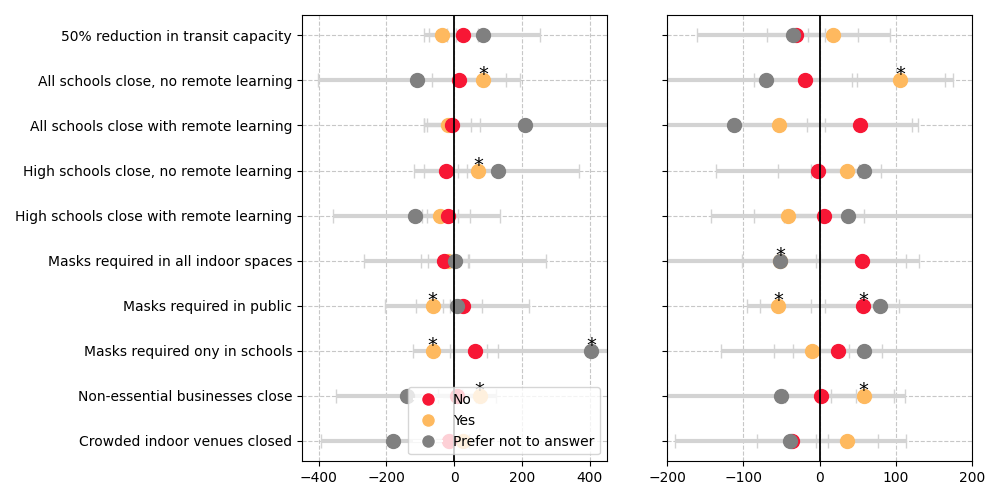 50% reduction in transit capacity
All schools close, no remote learning
*
*
All schools close with remote learning
High schools close, no remote learning
*
High schools close with remote learning
Masks required in all indoor spaces
*
Masks required in public
*
*
*
Masks required ony in schools
*
*
Non-essential businesses close
*
*
Crowded indoor venues closed
No
Yes
Prefer not to answer
−400 −200 0 200 400
−200 −100 0 100 200